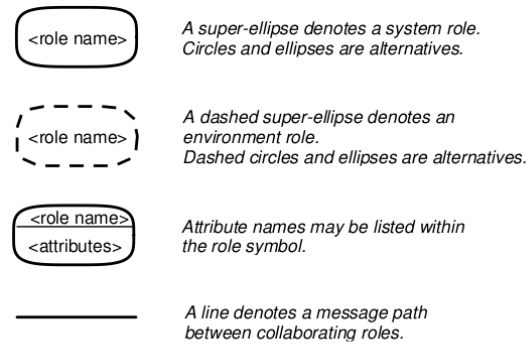 <role name>
A super-ellipse denotes a system role.
Circles and ellipses are alternatives.
<role name>
A dashed super-ellipse denotes an
environment role.
Dashed circles and ellipses are alternatives.
<role name>
<attributes>
Attribute names may be listed within
the role symbol.
A line denotes a message path
between collaborating roles.